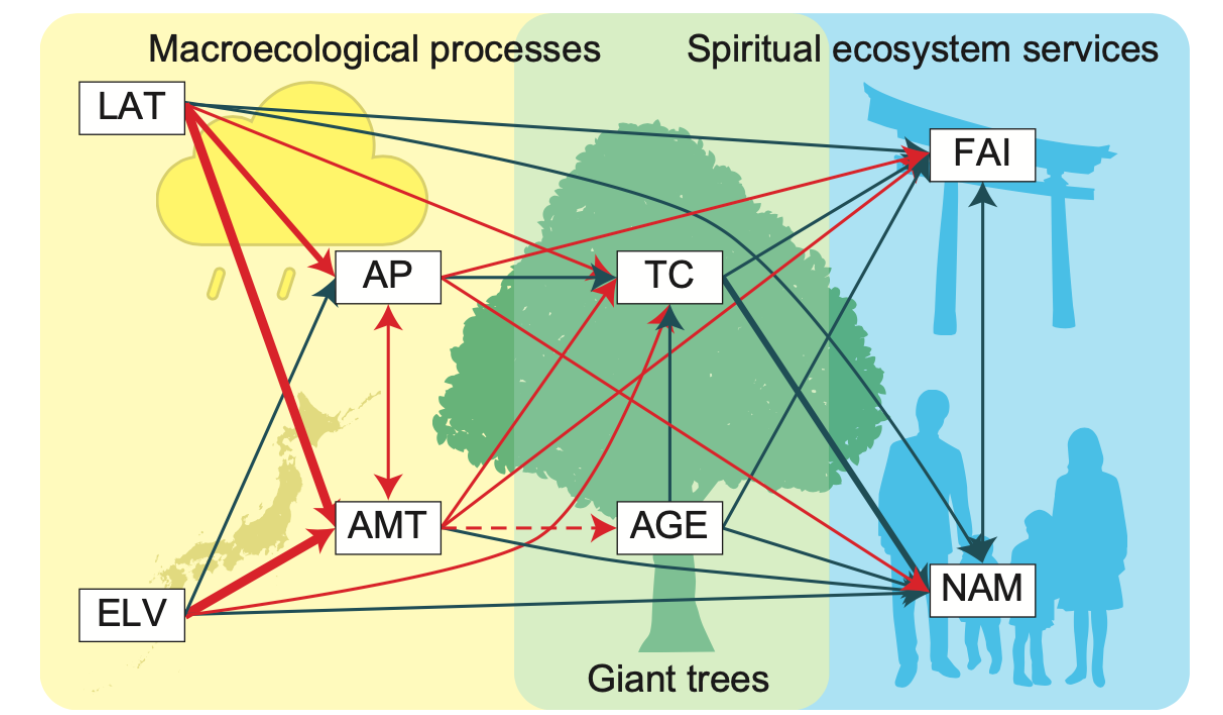 Macroecological processes
Spiritual ecosystem services
LAT
FAI
AP
TC
AMT
AGE
ELV
NAM
Giant trees